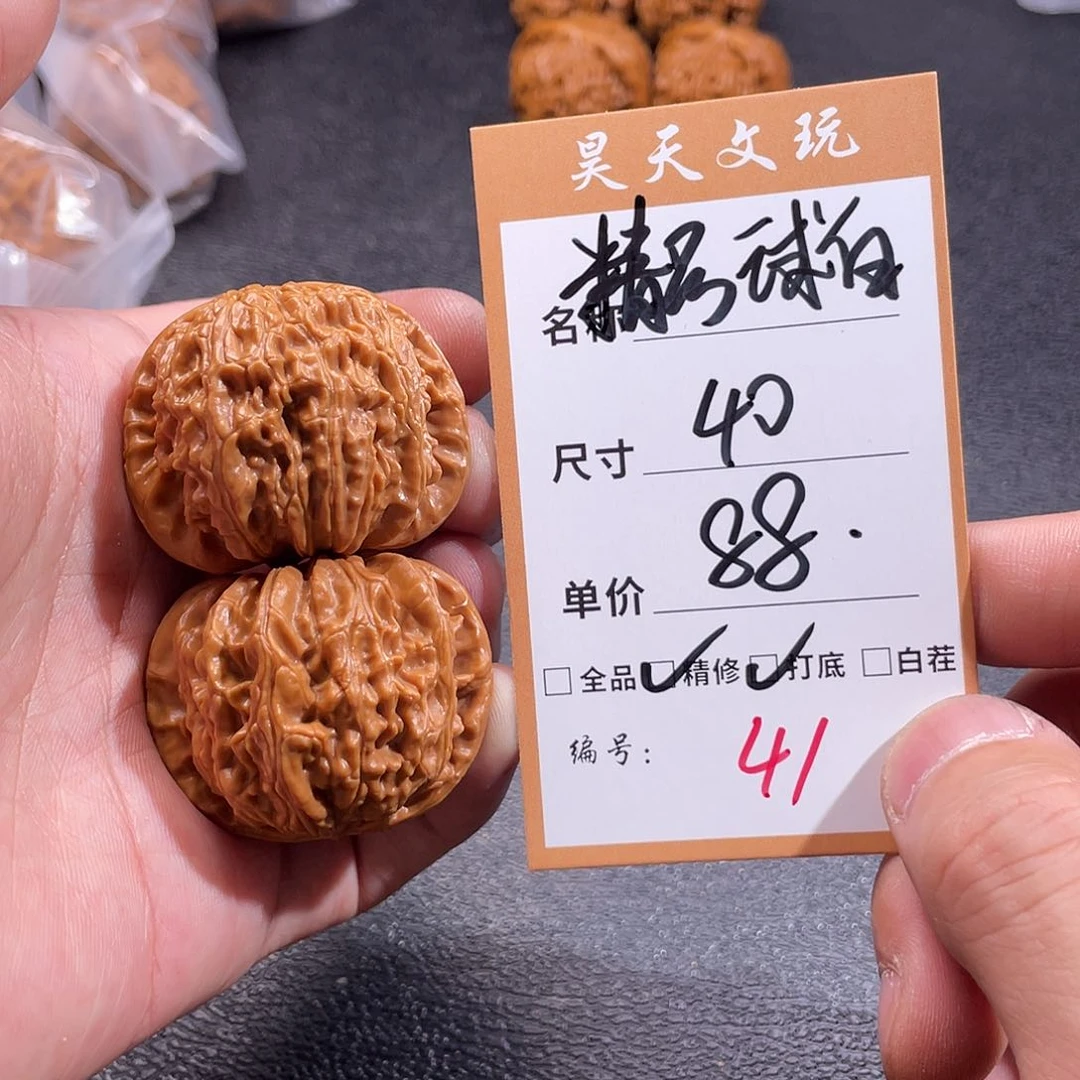 昊天文玩
名称 精品球白
尺寸 40
单价 88.
□ 全品 ☑ 精修 ☑ 打底 □ 白茬
编号: 41